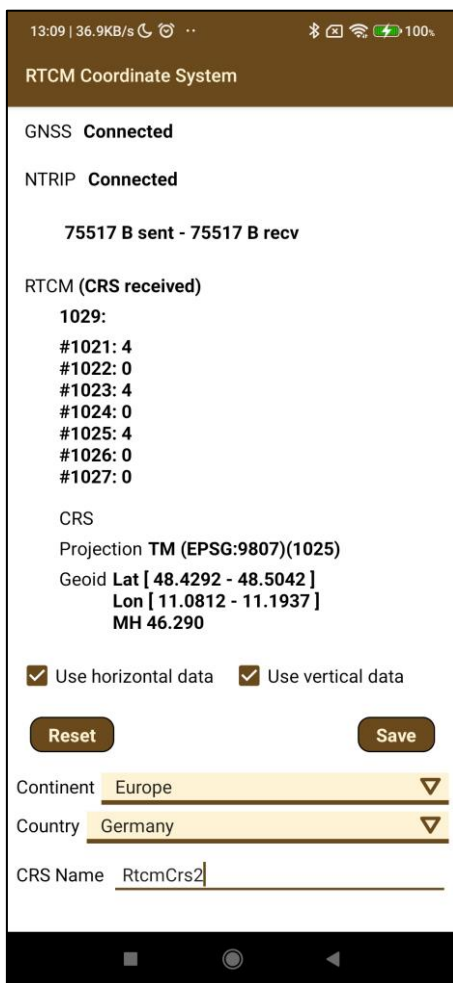 13:09 | 36.9KB/s ··
100%
RTCM Coordinate System
GNSS Connected
NTRIP Connected
75517 B sent - 75517 B recv
RTCM (CRS received)
1029:
#1021: 4
#1022: 0
#1023: 4
#1024: 0
#1025: 4
#1026: 0
#1027: 0
CRS
Projection TM (EPSG:9807)(1025)
Geoid Lat [ 48.4292 - 48.5042 ]
Lon [ 11.0812 - 11.1937 ]
MH 46.290
Use horizontal data Use vertical data
Reset Save
Continent Europe
Country Germany
CRS Name RtcmCrs2